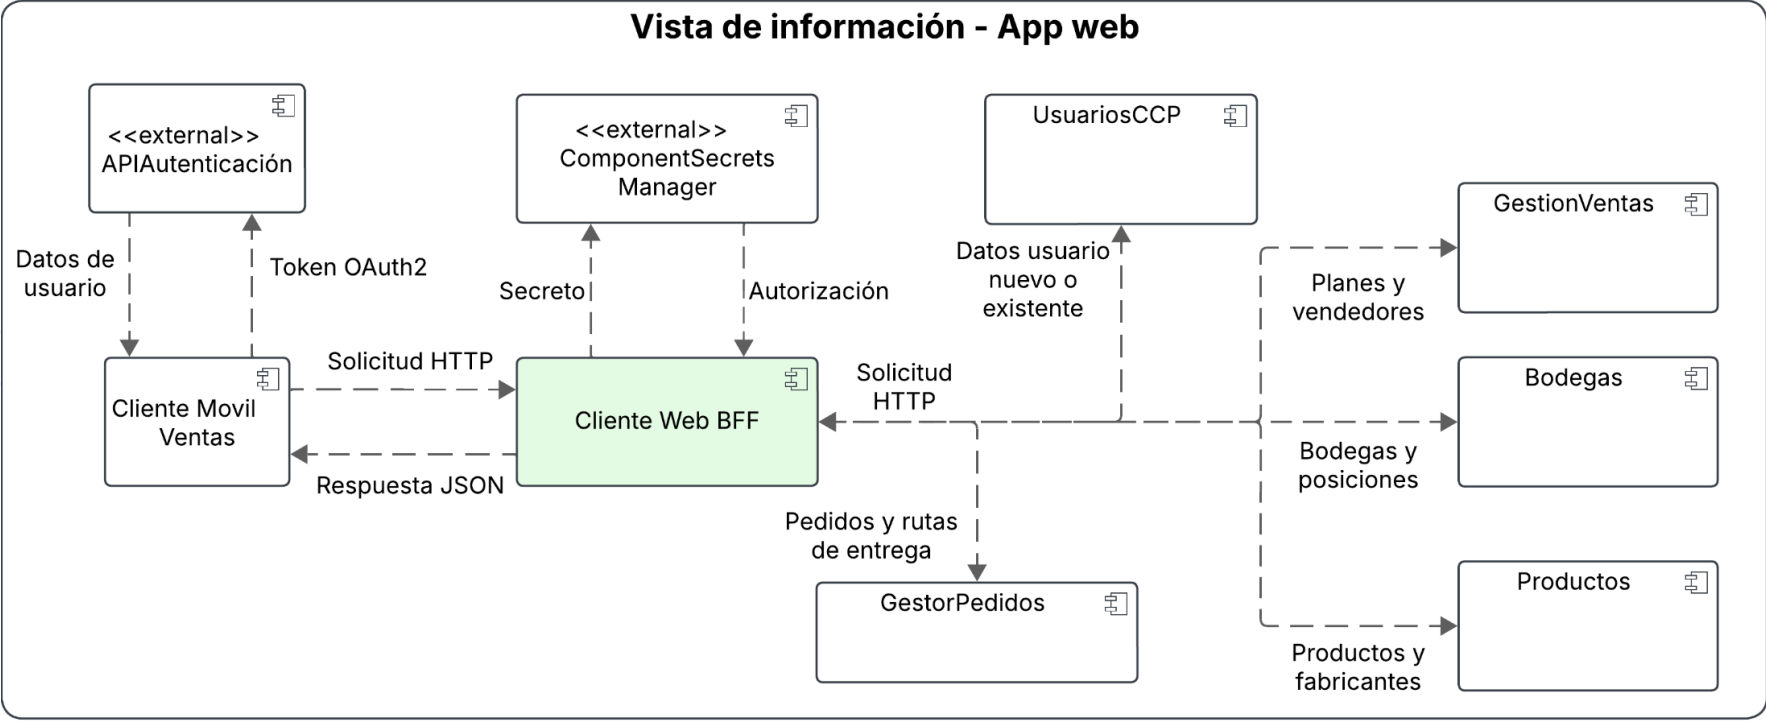 Vista de información - App web
<<external>>
APIAutenticación
<<external>>
ComponentSecrets
Manager
UsuariosCCP
GestionVentas
Datos de
usuario
Token OAuth2
Secreto
Autorización
Datos usuario
nuevo o
existente
Planes y
vendedores
Solicitud HTTP
Cliente Movil
Ventas
Respuesta JSON
Cliente Web BFF
Solicitud
HTTP
Bodegas
Bodegas y
posiciones
Pedidos y rutas
de entrega
GestorPedidos
Productos
Productos y
fabricantes